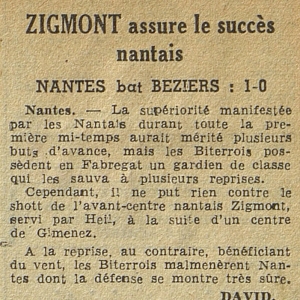 ZIGMONT assure le succès
nantais
NANTES bat BEZIERS : 1-0
Nantes. — La supériorité manifestée
par les Nantais durant toute la pre-
mière mi-temps aurait mérité plusieurs
buts d'avance, mais les Biterrois pos-
sèdent en Fabregat un gardien de classe
qui les sauva à plusieurs reprises.
Cependant, il ne put rien contre le
shott de l'avant-centre nantais Zigmont,
servi par Heil, à la suite d'un centre
de Gimenez.
A la reprise, au contraire, bénéficiant
du vent, les Biterrois malmenèrent Nan-
tes dont la défense se montre très sûre.
DAVID.